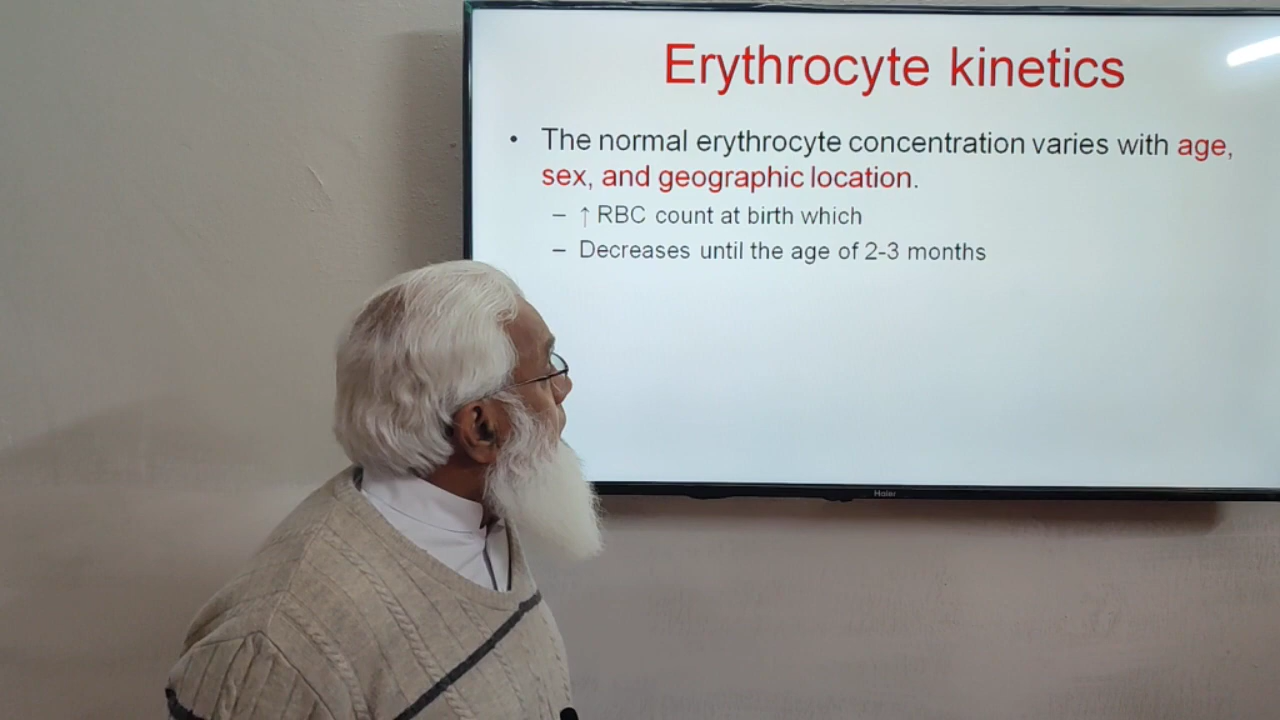 Erythrocyte kinetics
• The normal erythrocyte concentration varies with age,
sex, and geographic location.
– ↑ RBC count at birth which
– Decreases until the age of 2-3 months
Haier